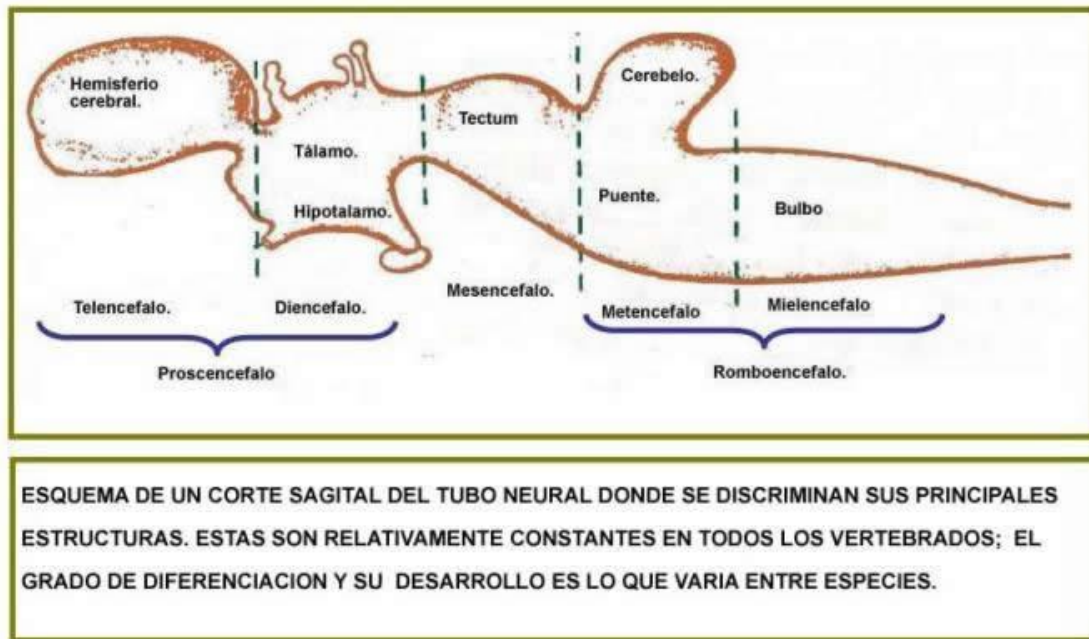 Hemisferio
cerebral.
Tàlamo.
Hipotalamo.
Tectum
Cerebelo.
Puente.
Bulbo
Telencefalo.
Diencefalo.
Mesencefalo.
Metencefalo
Mielencefalo
Proscencefalo
Romboencefalo.
ESQUEMA DE UN CORTE SAGITAL DEL TUBO NEURAL DONDE SE DISCRIMINAN SUS PRINCIPALES
ESTRUCTURAS. ESTAS SON RELATIVAMENTE CONSTANTES EN TODOS LOS VERTEBRADOS; EL
GRADO DE DIFERENCIACION Y SU DESARROLLO ES LO QUE VARIA ENTRE ESPECIES.